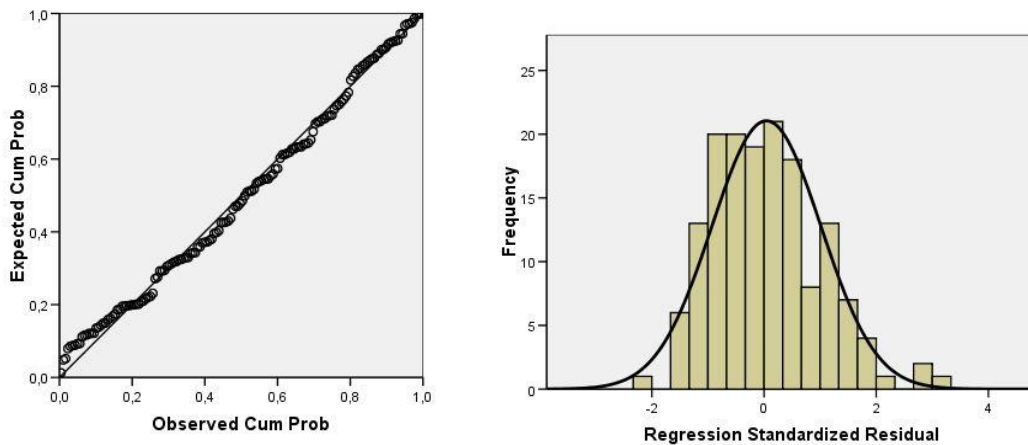 1,0
0,8
0,6
0,4
0,2
0,0
Expected Cum Prob
0,0 0,2 0,4 0,6 0,8 1,0
Observed Cum Prob
25
20
15
10
5
0
Frequency
-2 0 2 4
Regression Standardized Residual